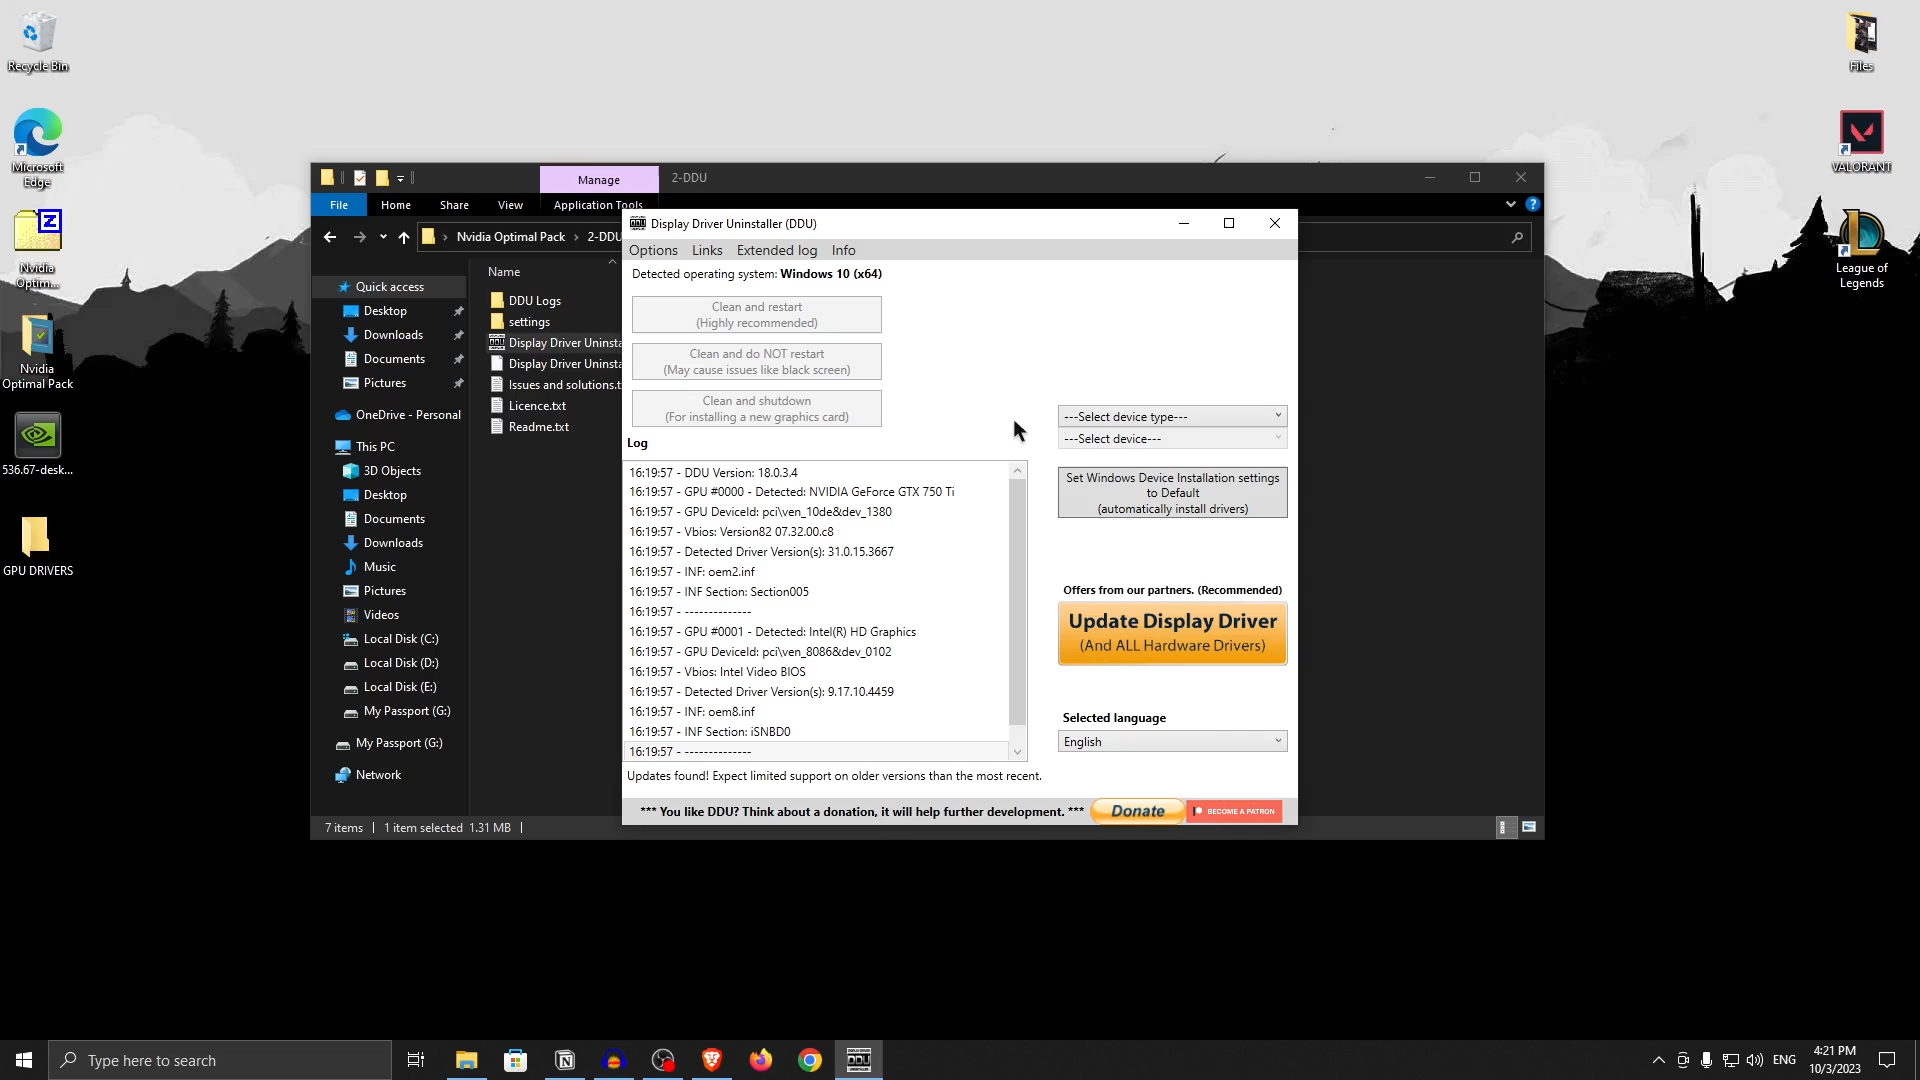 Recycle Bin
Microsoft
Edge
Nvidia
Optim...
Nvidia
Optimal Pack
536.67-desk...
GPU DRIVERS
Files
VALORANT
League of
Legends
Manage
2-DDU
File
Home
Share
View
Application Tools
Nvidia Optimal Pack
2-DDU
Quick access
Desktop
Downloads
Documents
Pictures
OneDrive - Personal
This PC
3D Objects
Desktop
Documents
Downloads
Music
Pictures
Videos
Local Disk (C:)
Local Disk (D:)
Local Disk (E:)
My Passport (G:)
My Passport (G:)
Network
Name
DDU Logs
settings
Display Driver Uninsta
Display Driver Uninsta
Issues and solutions.t
Licence.txt
Readme.txt
7 items
1 item selected 1.31 MB
Display Driver Uninstaller (DDU)
Options
Links
Extended log
Info
Detected operating system: Windows 10 (x64)
Clean and restart
(Highly recommended)
Clean and do NOT restart
(May cause issues like black screen)
Clean and shutdown
(For installing a new graphics card)
Log
16:19:57 - DDU Version: 18.0.3.4
16:19:57 - GPU #0000 - Detected: NVIDIA GeForce GTX 750 Ti
16:19:57 - GPU DeviceId: pci\ven_10de&dev_1380
16:19:57 - Vbios: Version82 07.32.00.c8
16:19:57 - Detected Driver Version(s): 31.0.15.3667
16:19:57 - INF: oem2.inf
16:19:57 - INF Section: Section005
16:19:57 - --------------
16:19:57 - GPU #0001 - Detected: Intel(R) HD Graphics
16:19:57 - GPU DeviceId: pci\ven_8086&dev_0102
16:19:57 - Vbios: Intel Video BIOS
16:19:57 - Detected Driver Version(s): 9.17.10.4459
16:19:57 - INF: oem8.inf
16:19:57 - INF Section: iSNBD0
16:19:57 - --------------
Updates found! Expect limited support on older versions than the most recent.
*** You like DDU? Think about a donation, it will help further development. ***
Donate
BECOME A PATRON
---Select device type---
---Select device---
Set Windows Device Installation settings
to Default
(automatically install drivers)
Offers from our partners. (Recommended)
Update Display Driver
(And ALL Hardware Drivers)
Selected language
English
Type here to search
DDU
ENG
4:21 PM
10/3/2023